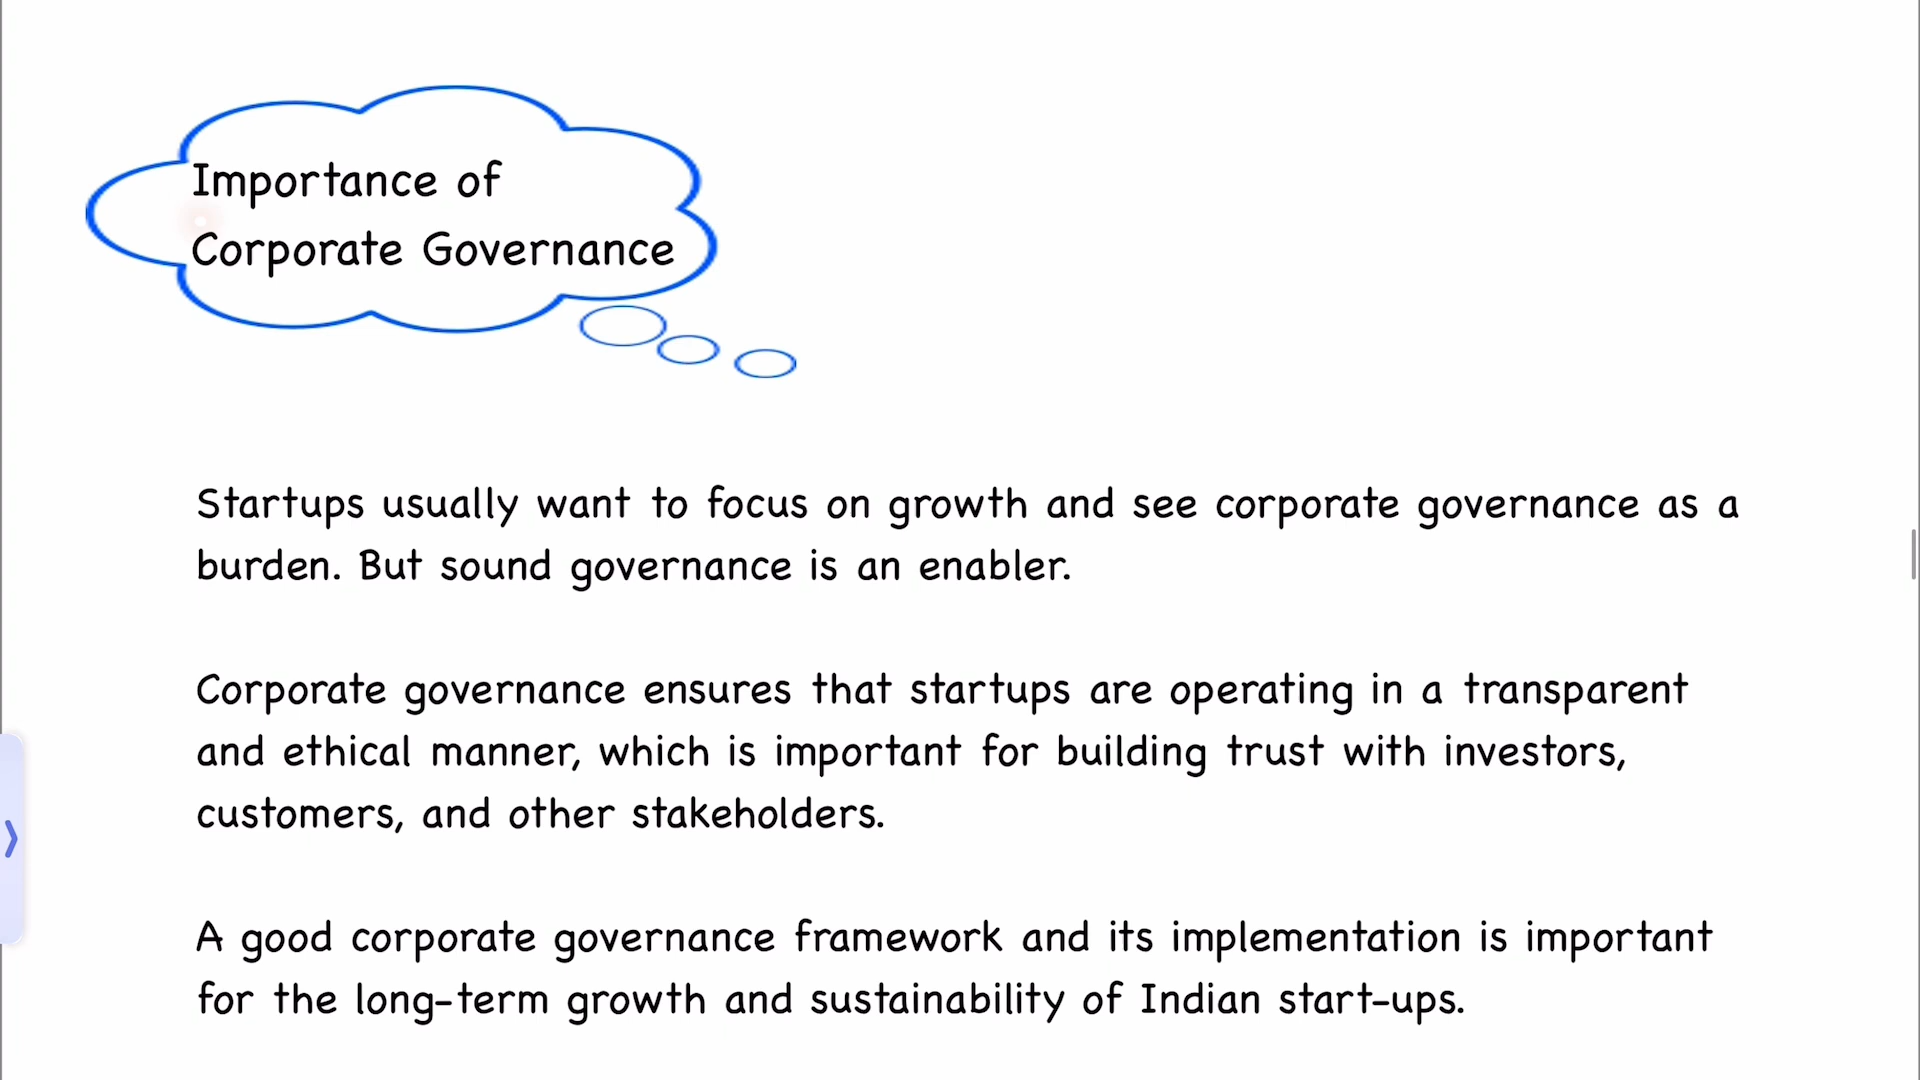 Importance of
Corporate Governance
Startups usually want to focus on growth and see corporate governance as a
burden. But sound governance is an enabler.
Corporate governance ensures that startups are operating in a transparent
and ethical manner, which is important for building trust with investors,
customers, and other stakeholders.
A good corporate governance framework and its implementation is important
for the long-term growth and sustainability of Indian start-ups.